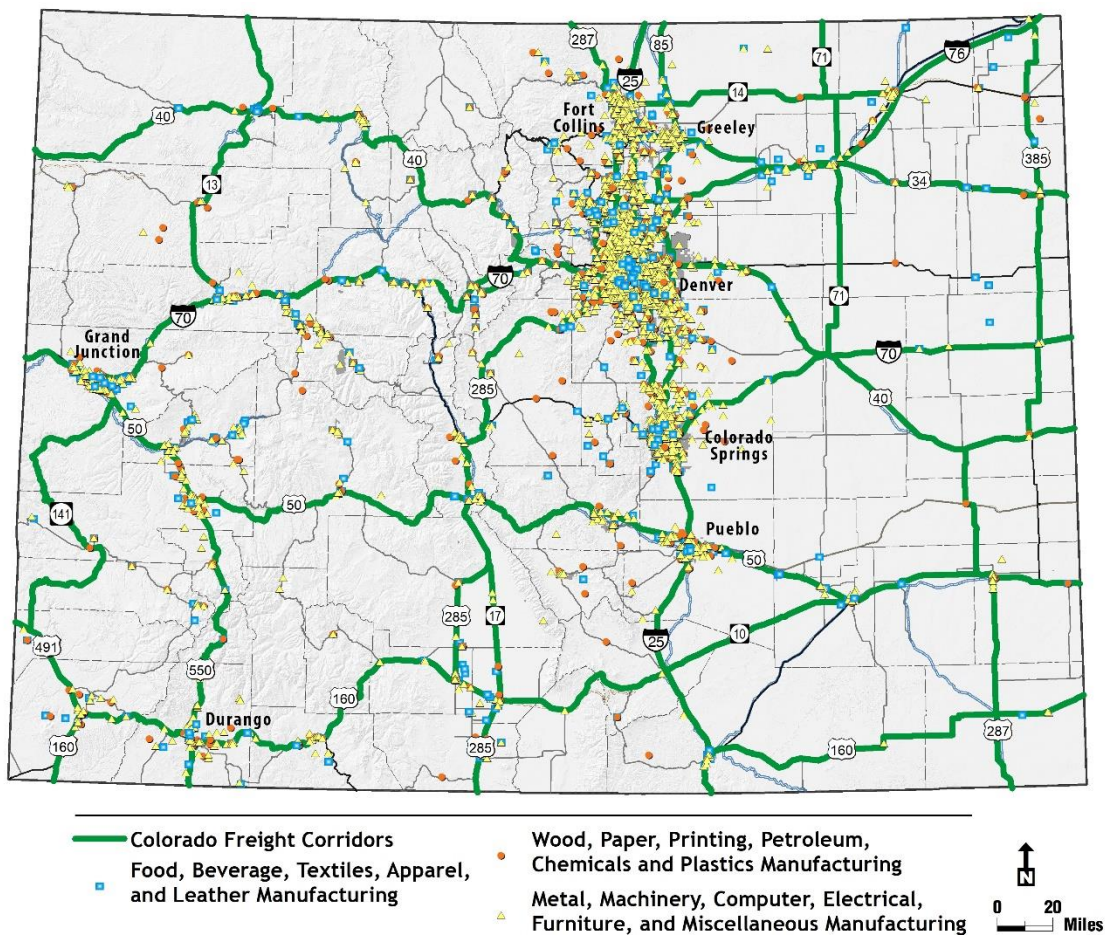 287
85
71
76
25
14
Fort
Collins
Greeley
40
385
40
34
13
70
Denver
71
70
Grand
Junction
70
285
40
50
Colorado
Springs
141
50
Pueblo
50
285
17
10
25
491
550
160
Durango
160
285
160
287
Colorado Freight Corridors
Food, Beverage, Textiles, Apparel,
and Leather Manufacturing
Wood, Paper, Printing, Petroleum,
Chemicals and Plastics Manufacturing
Metal, Machinery, Computer, Electrical,
Furniture, and Miscellaneous Manufacturing
N
0 20
Miles